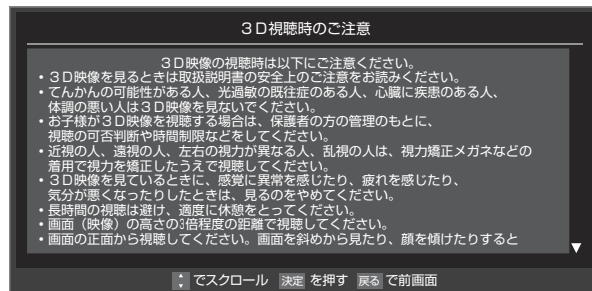 3D視聴時のご注意
3D映像の視聴時は以下にご注意ください。
・3D映像を見るときは取扱説明書の安全上のご注意をお読みください。
・てんかんの可能性がある人、光過敏の既往症のある人、心臓に疾患のある人、
体調の悪い人は3D映像を見ないでください。
・お子様が3D映像を視聴する場合は、保護者の方の管理のもとに、
視聴の可否判断や時間制限などをしてください。
・近視の人、遠視の人、左右の視力が異なる人、乱視の人は、視力矯正メガネなどの
着用で視力を矯正したうえで視聴してください。
・3D映像を見ているときに、感覚に異常を感じたり、疲れを感じたり、
気分が悪くなったりしたときは、見るのをやめてください。
・長時間の視聴は避け、適度に休憩をとってください。
・画面（映像）の高さの3倍程度の距離で視聴してください。
・画面の正面から視聴してください。画面を斜めから見たり、顔を傾けたりすると
でスクロール 決定 を押す 戻る で前画面